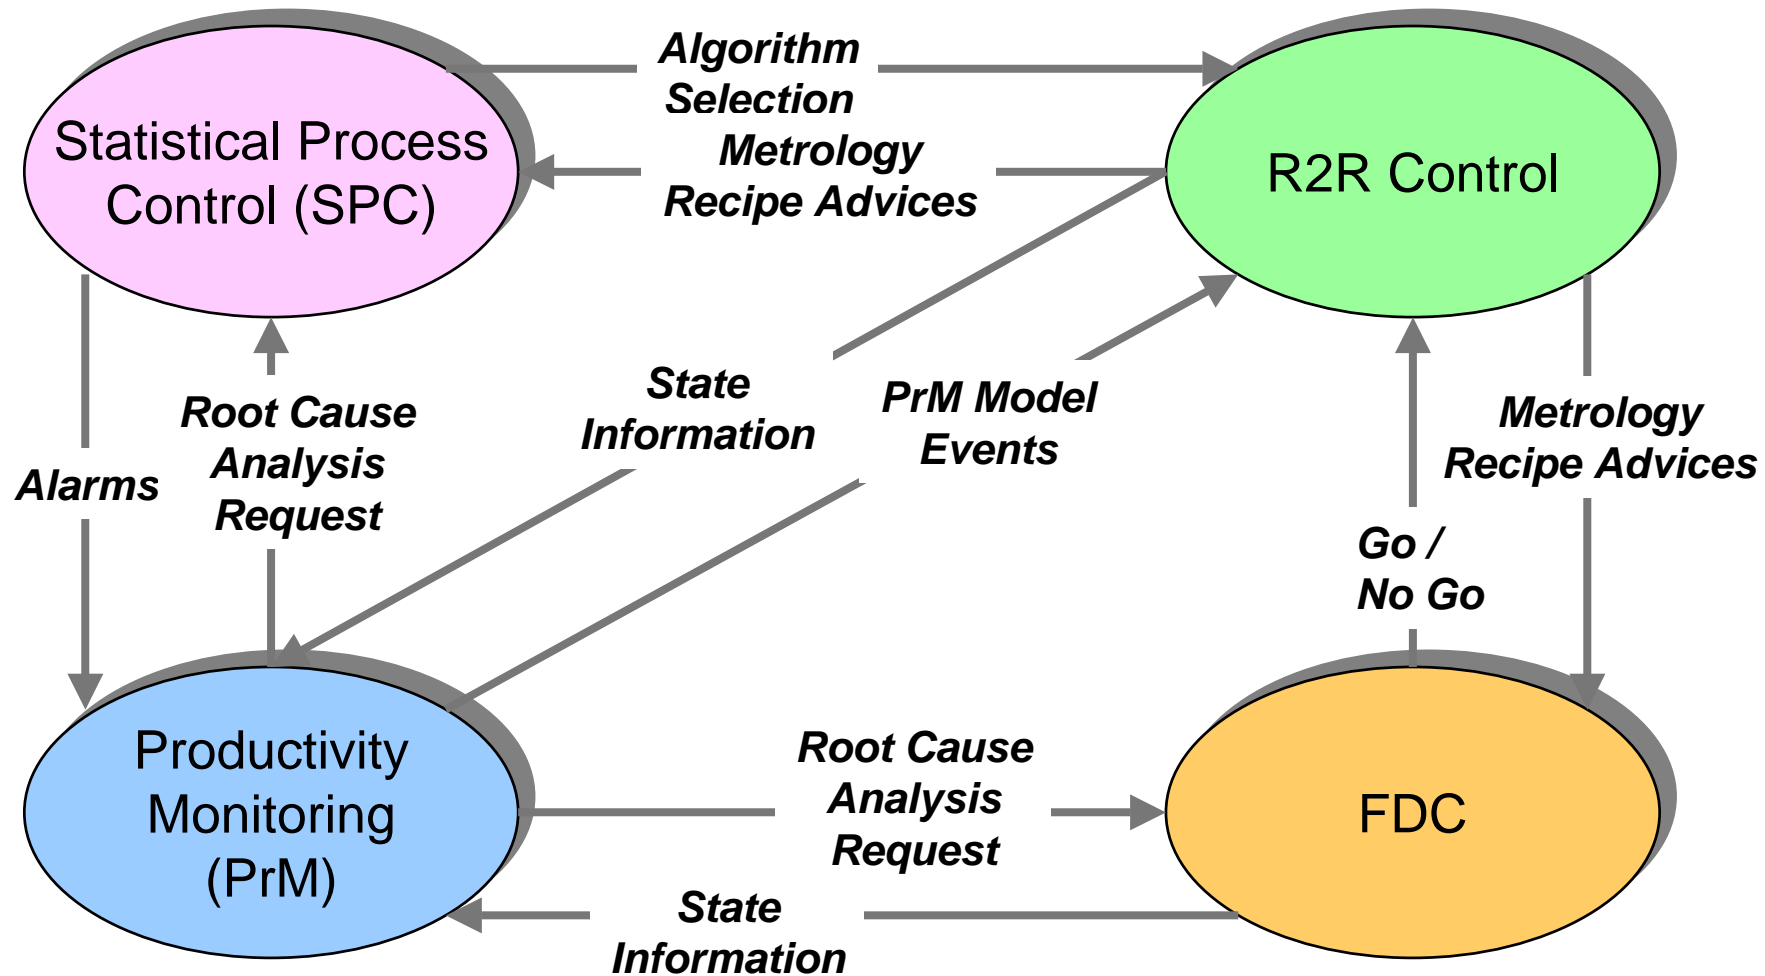 Algorithm
Selection
Statistical Process
Control (SPC)
Metrology
Recipe Advices
R2R Control
State
Information
PrM Model
Events
Root Cause
Analysis
Request
Alarms
Metrology
Recipe Advices
Go /
No Go
Productivity
Monitoring
(PrM)
Root Cause
Analysis
Request
FDC
State
Information